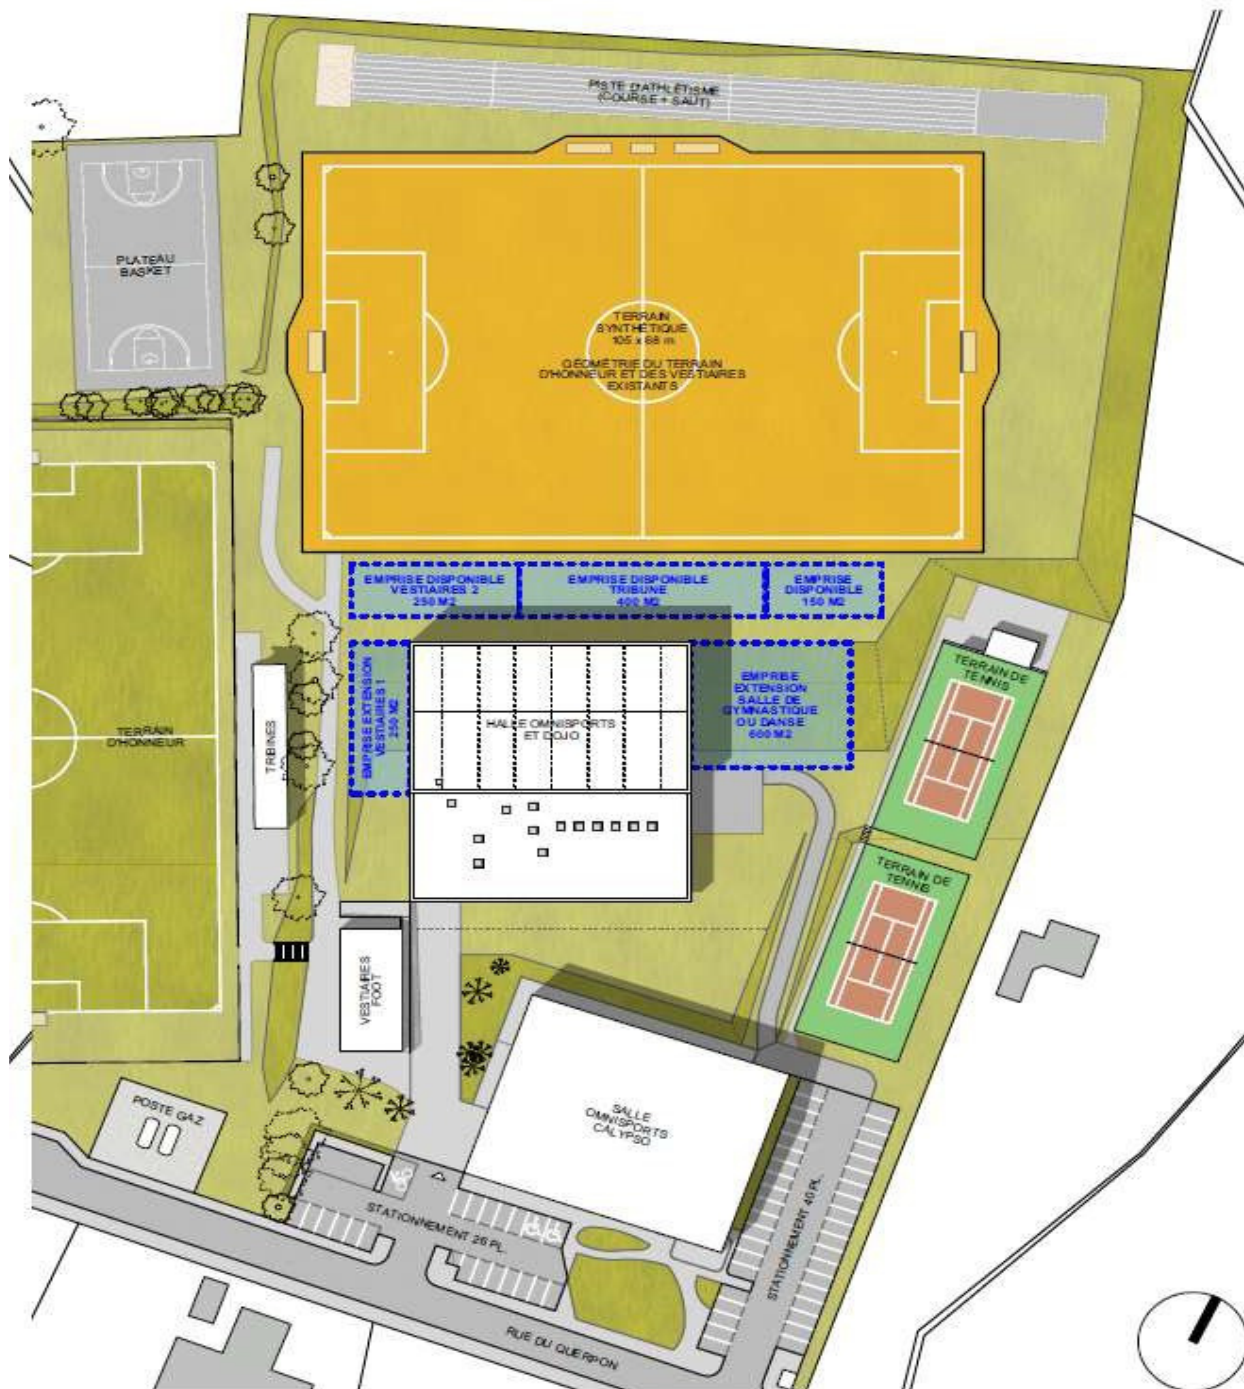 PISTE D'ATHLÉTISME
(COURSE + SAUT)
PLATEAU
BASKET
TERRAIN
SYNTHÉTIQUE
105 x 68 m
GÉOMÉTRIE DU TERRAIN
D'HONNEUR ET DES VESTIAIRES
EXISTANTS
EMPRISE DISPONIBLE
VESTIAIRES 2
250 M2
EMPRISE DISPONIBLE
TRIBUNE
400 M2
EMPRISE
DISPONIBLE
150 M2
EMPRISE EXTENSION
VESTIAIRES 1
250 M2
HALLE OMNISPORTS
ET DOJO
EMPRISE
EXTENSION
SALLE DE
GYMNASTIQUE
OU DANSE
600 M2
TERRAIN DE
TENNIS
TERRAIN
D'HONNEUR
TRIBINES
TERRAIN DE
TENNIS
VESTIAIRES
FOOT
POSTE GAZ
SALLE
OMNISPORTS
CALYPSO
STATIONNEMENT 26 PL.
STATIONNEMENT 40 PL.
RUE DU QUERPON